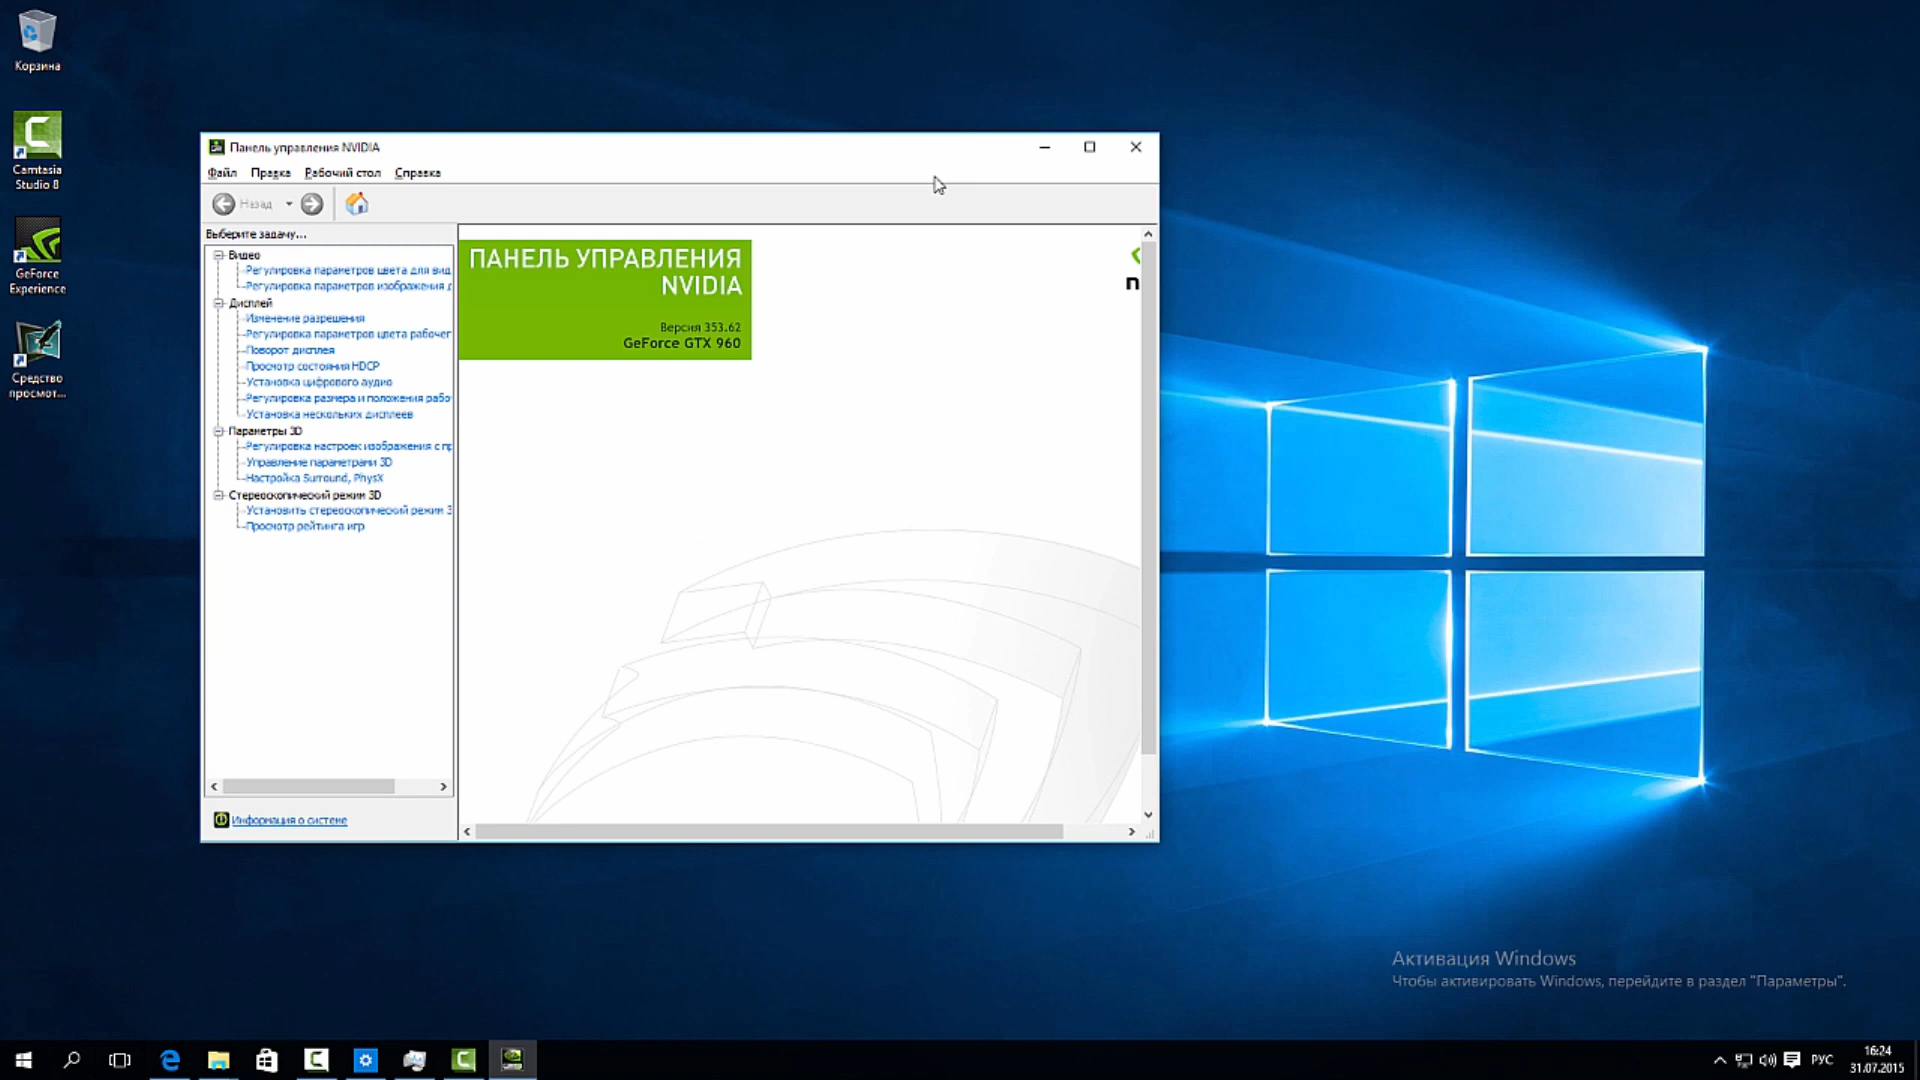 Корзина
Camtasia
Studio 8
GeForce
Experience
Средство
просмот...
Панель управления NVIDIA
Файл Правка Рабочий стол Справка
Назад
Выберите задачу...
Видео
Регулировка параметров цвета для вид
Регулировка параметров изображения д
Дисплей
Изменение разрешения
Регулировка параметров цвета рабочег
Поворот дисплея
Просмотр состояния HDCP
Установка цифрового аудио
Регулировка размера и положения рабо
Установка нескольких дисплеев
Параметры 3D
Регулировка настроек изображения с пр
Управление параметрами 3D
Настройка Surround, PhysX
Стереоскопический режим 3D
Установить стереоскопический режим 3
Просмотр рейтинга игр
Информация о системе
ПАНЕЛЬ УПРАВЛЕНИЯ
NVIDIA
Версия 353.62
GeForce GTX 960
n
Активация Windows
Чтобы активировать Windows, перейдите в раздел "Параметры".
РУС
16:24
31.07.2015